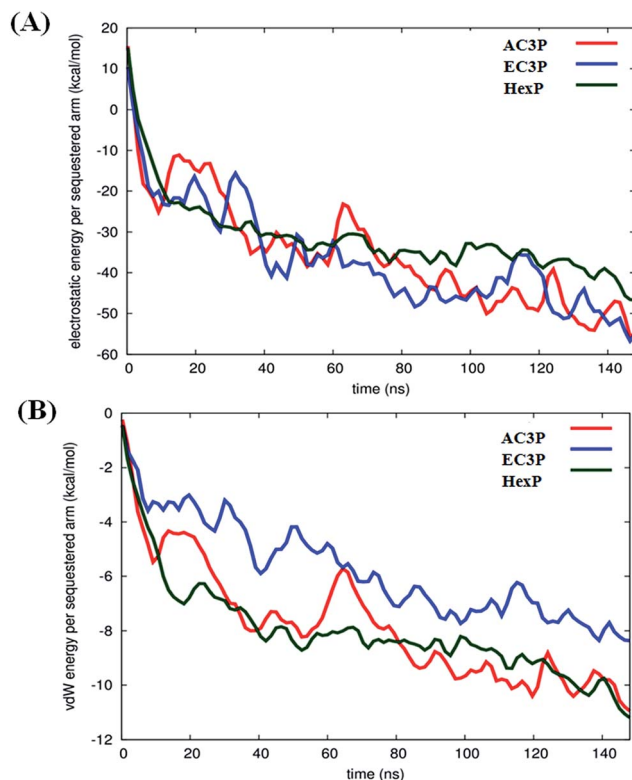 (A)
electrostatic energy per sequestered arm (kcal/mol)
20
10
0
-10
-20
-30
-40
-50
-60
AC3P
EC3P
HexP
0 20 40 60 80 100 120 140
time (ns)
(B)
vdW energy per sequestered arm (kcal/mol)
0
-2
-4
-6
-8
-10
-12
AC3P
EC3P
HexP
0 20 40 60 80 100 120 140
time (ns)